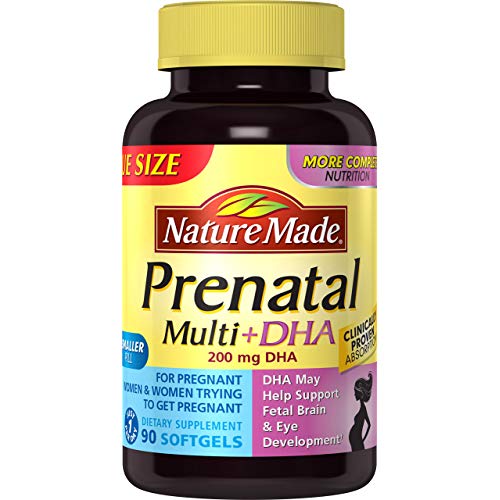 UE SIZE
MORE COMPLETE
NUTRITION
Nature Made®
Prenatal
Multi+DHA
200 mg DHA
CLINICALLY
PROVEN
ABSORPTION
SMALLER
PILL
FOR PREGNANT
WOMEN & WOMEN TRYING
TO GET PREGNANT
DIETARY SUPPLEMENT
90 SOFTGELS
DHA May
Help Support
Fetal Brain
& Eye
Development†